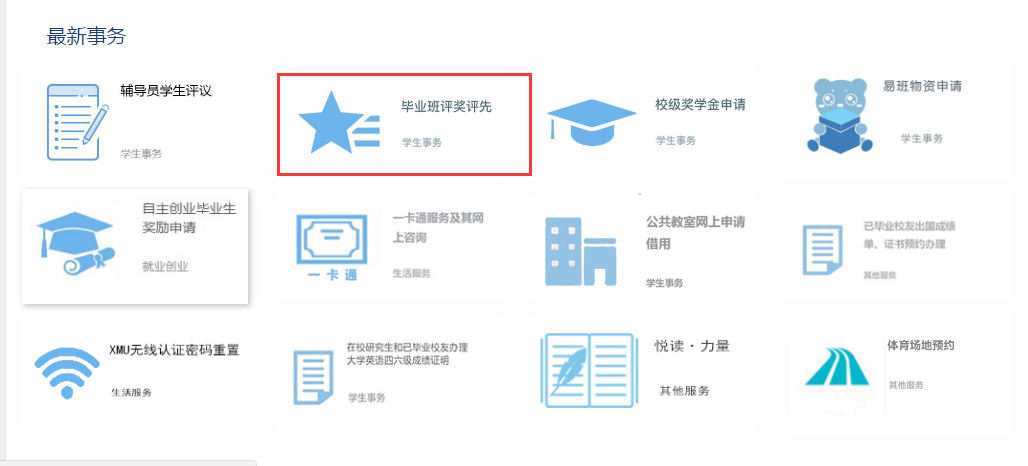 最新事务
辅导员学生评议
学生事务
毕业班评奖评先
学生事务
校级奖学金申请
学生事务
易班物资申请
学生事务
自主创业毕业生
奖励申请
就业创业
一卡通
一卡通服务及其网
上咨询
生活服务
公共教室网上申请
借用
学生事务
已毕业校友出国成绩
单、证书预约办理
其他服务
XMU无线认证密码重置
生活服务
在校研究生和已毕业校友办理
大学英语四六级成绩证明
学生事务
悦读·力量
其他服务
体育场地预约
其他服务